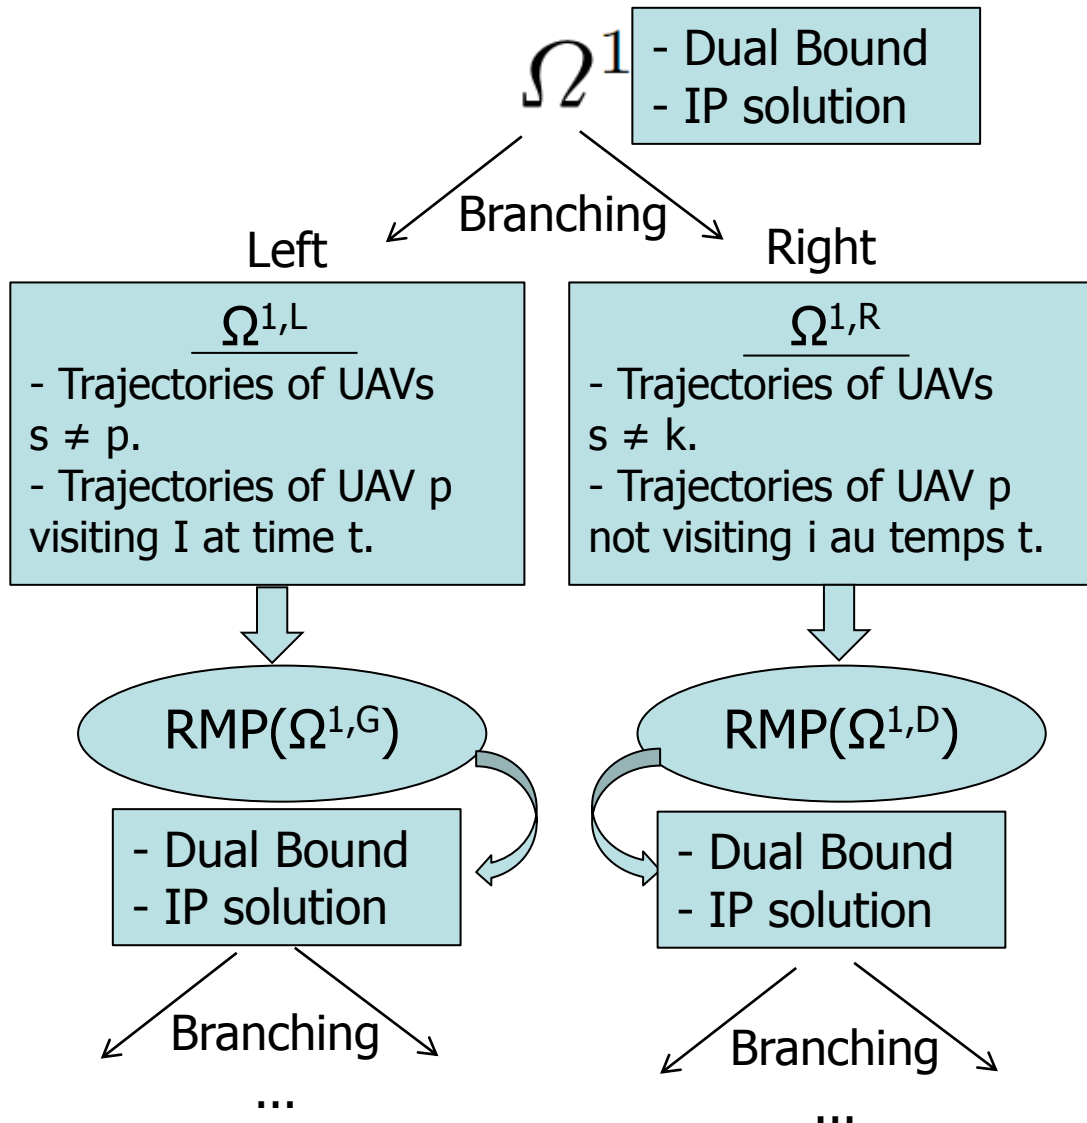 Ω¹
- Dual Bound
- IP solution
Branching
Left
Right
Ω¹,ᴸ
- Trajectories of UAVs
s ≠ p.
- Trajectories of UAV p
visiting I at time t.
Ω¹,ᴿ
- Trajectories of UAVs
s ≠ k.
- Trajectories of UAV p
not visiting i au temps t.
RMP(Ω¹,ᴳ)
RMP(Ω¹,ᴰ)
- Dual Bound
- IP solution
- Dual Bound
- IP solution
Branching
Branching
...
...